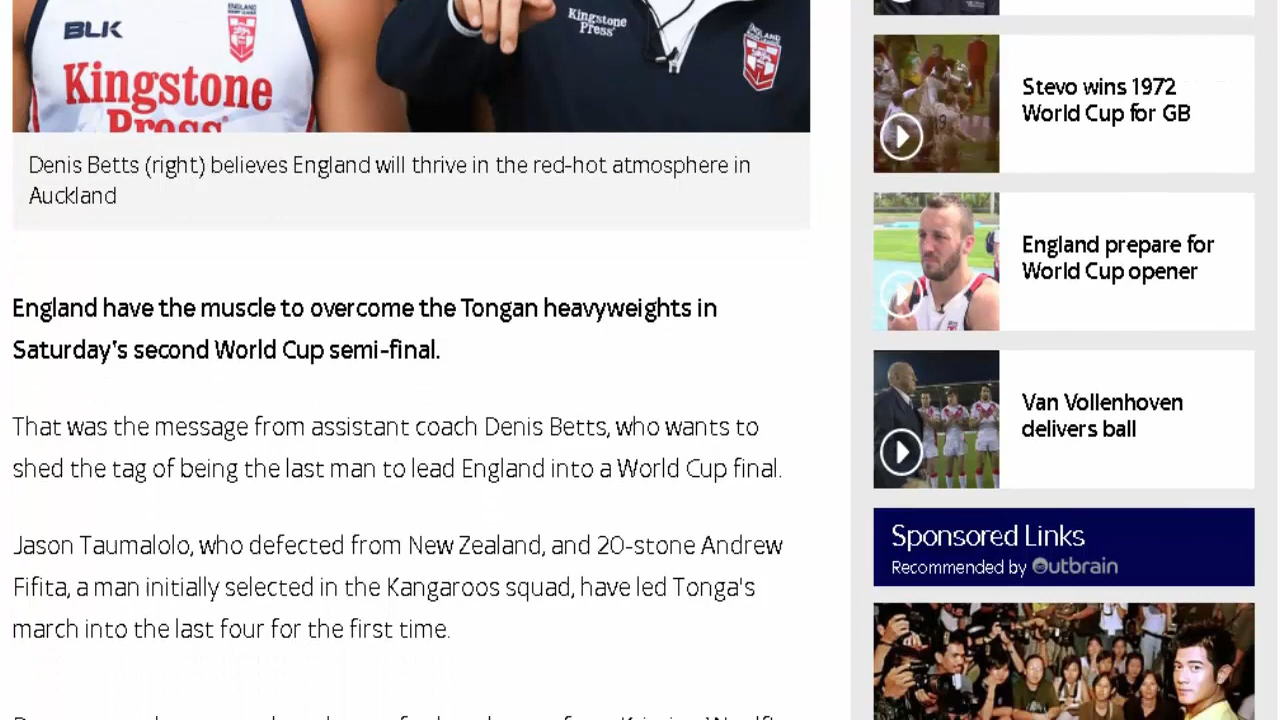 BLK
ENGLAND
Kingstone
Press
Kingstone
Press
ENGLAND
Denis Betts (right) believes England will thrive in the red-hot atmosphere in
Auckland
England have the muscle to overcome the Tongan heavyweights in
Saturday's second World Cup semi-final.
That was the message from assistant coach Denis Betts, who wants to
shed the tag of being the last man to lead England into a World Cup final.
Jason Taumalolo, who defected from New Zealand, and 20-stone Andrew
Fifita, a man initially selected in the Kangaroos squad, have led Tonga's
march into the last four for the first time.
Stevo wins 1972
World Cup for GB
England prepare for
World Cup opener
Van Vollenhoven
delivers ball
Sponsored Links
Recommended by Outbrain